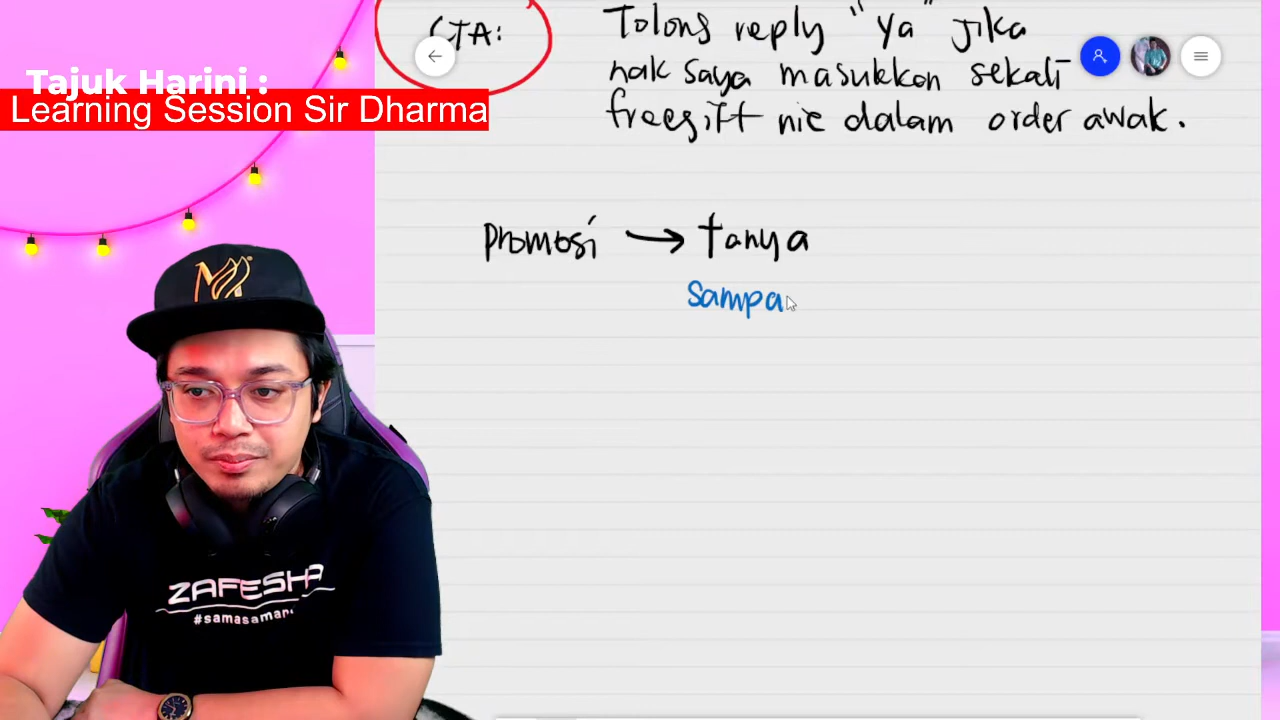 CTA:
Tolong reply "ya" jika
nak saya masukkan sekali
freegift nie dalam order awak.
Tajuk Harini :
Learning Session Sir Dharma
Promosi → tanya
Sampa
ZAFESHA
#samasamama